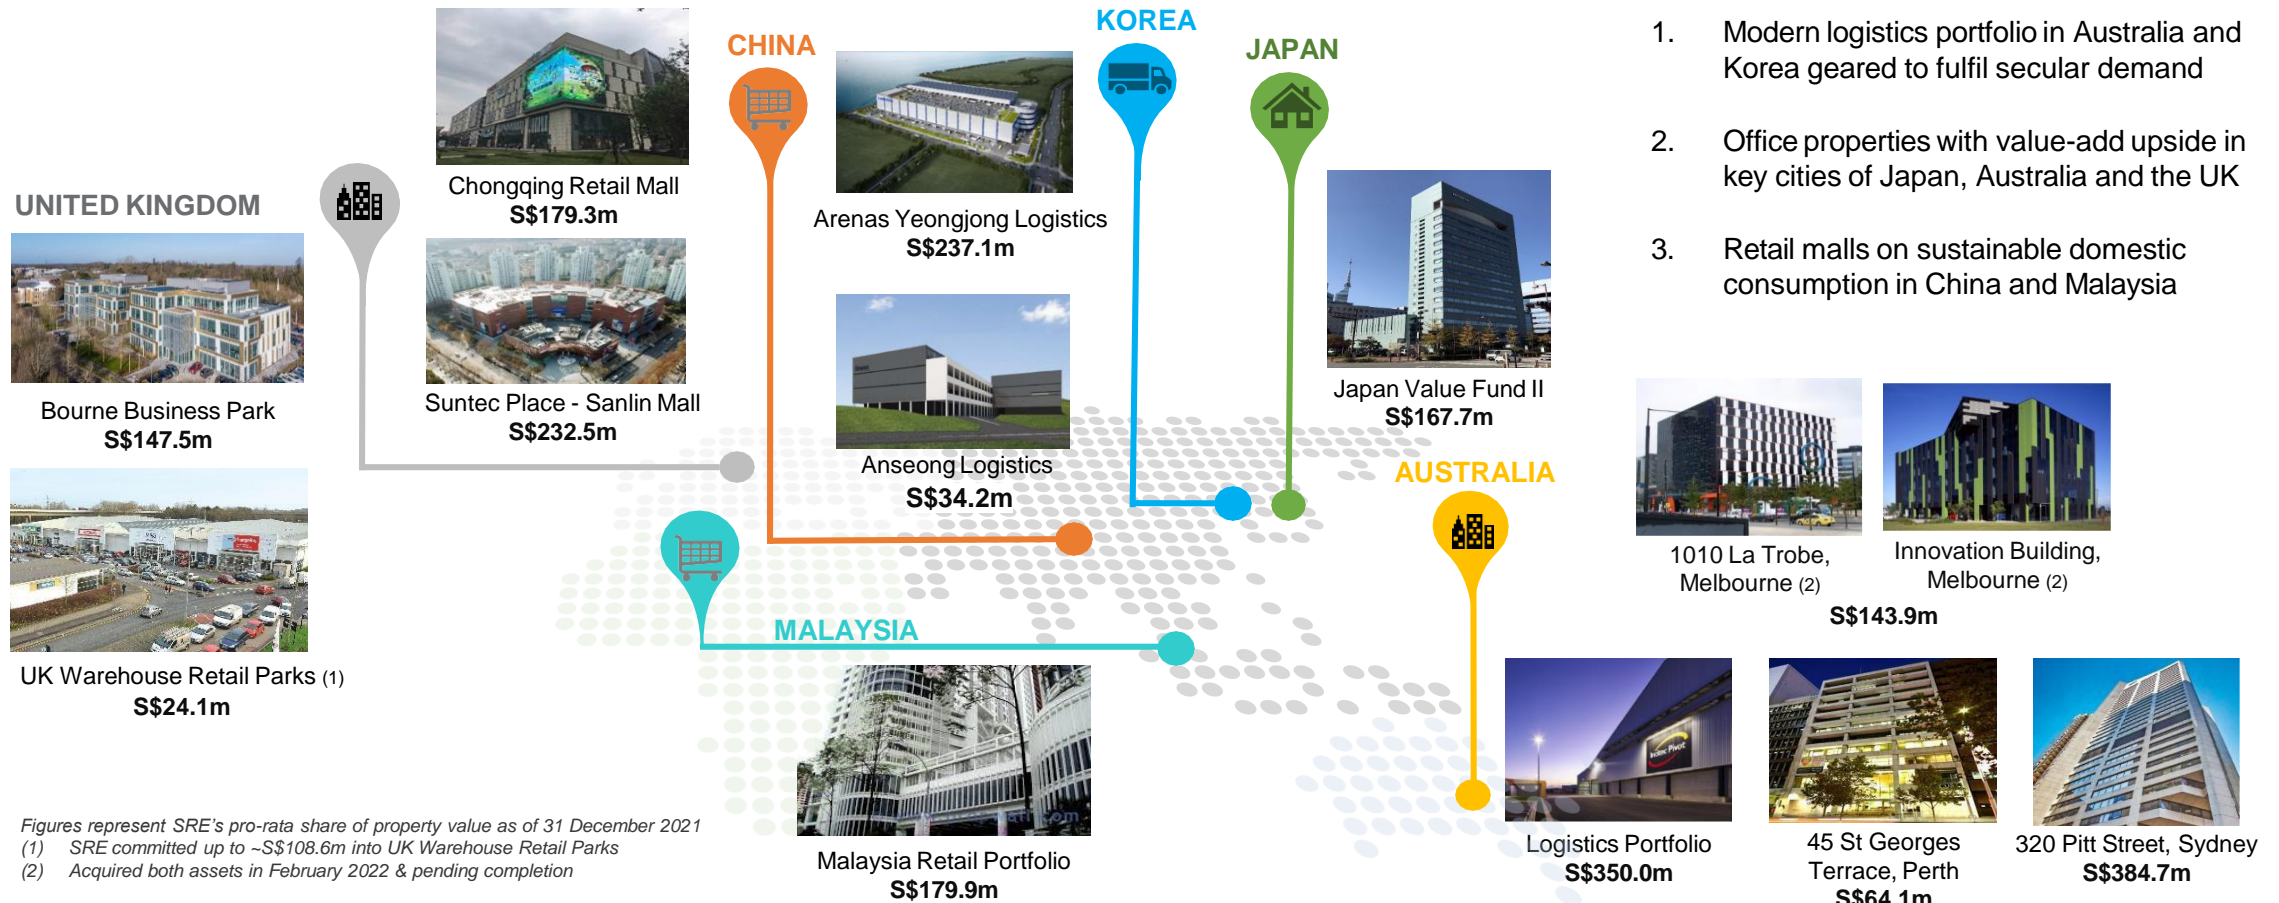 UNITED KINGDOM
Bourne Business Park
S$147.5m
UK Warehouse Retail Parks (1)
S$24.1m
Chongqing Retail Mall
S$179.3m
Suntec Place - Sanlin Mall
S$232.5m
CHINA
Arenas Yeongjong Logistics
S$237.1m
Anseong Logistics
S$34.2m
KOREA
JAPAN
Japan Value Fund II
S$167.7m
MALAYSIA
Malaysia Retail Portfolio
S$179.9m
AUSTRALIA
1. Modern logistics portfolio in Australia and
Korea geared to fulfil secular demand
2. Office properties with value-add upside in
key cities of Japan, Australia and the UK
3. Retail malls on sustainable domestic
consumption in China and Malaysia
1010 La Trobe,
Melbourne (2)
Innovation Building,
Melbourne (2)
S$143.9m
Incitec Pivot
Logistics Portfolio
S$350.0m
45 St Georges
Terrace, Perth
S$64.1m
320 Pitt Street, Sydney
S$384.7m
Figures represent SRE's pro-rata share of property value as of 31 December 2021
(1) SRE committed up to ~S$108.6m into UK Warehouse Retail Parks
(2) Acquired both assets in February 2022 & pending completion